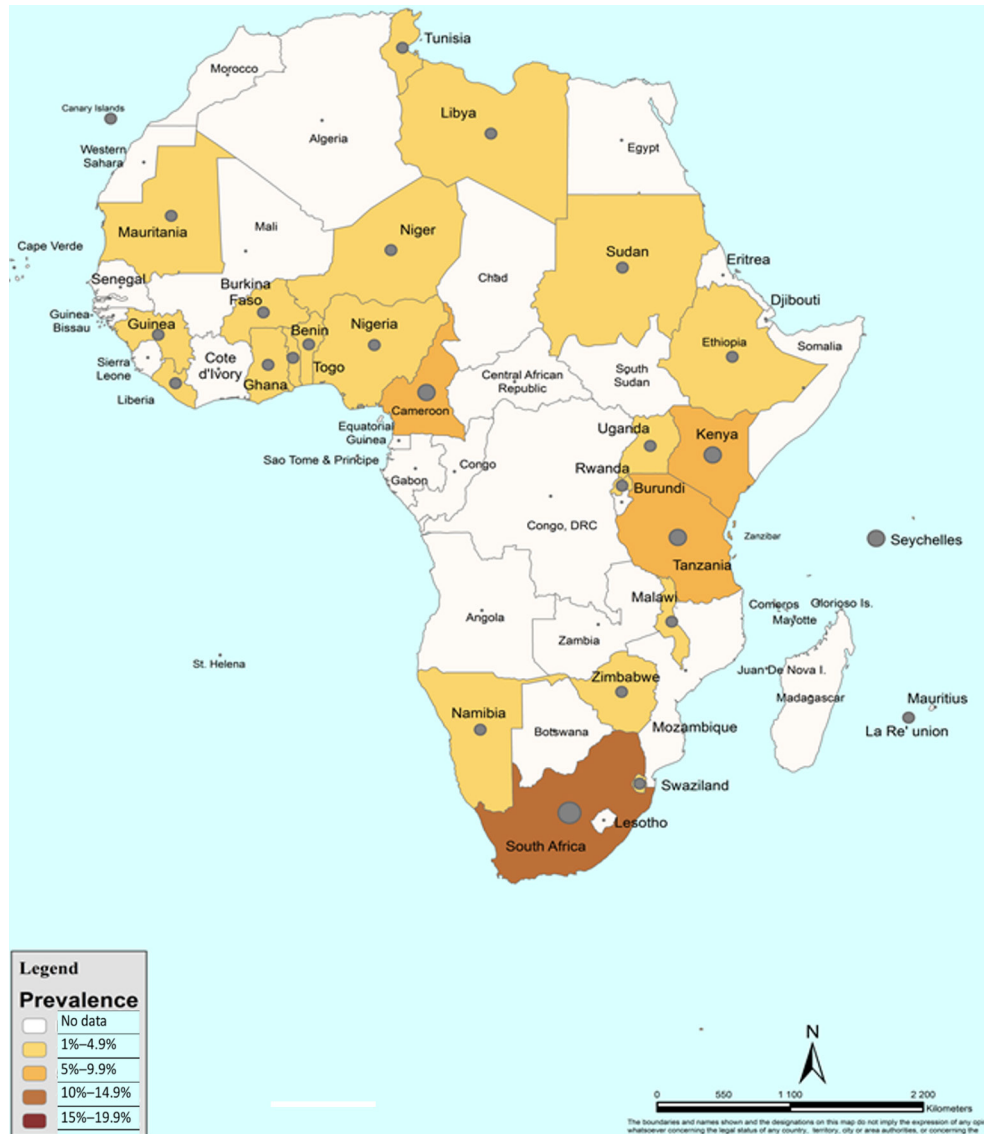 Tunisia
Morocco
Canary Islands
Libya
Algeria
Egypt
Western
Sahara
Mauritania
Mali
Niger
Cape Verde
Sudan
Chad
Eritrea
Senegal
Burkina
Faso
Djibouti
Guinea-
Bissau
Guinea
Benin
Nigeria
Ethiopia
Somalia
Sierra
Leone
Cote
d'Ivory
Togo
Ghana
Central African
Republic
South
Sudan
Liberia
Cameroon
Equatorial
Guinea
Uganda
Kenya
Sao Tome & Principe
Congo
Gabon
Rwanda
Burundi
Congo, DRC
Zanzibar
Seychelles
Tanzania
Malawi
Comeros
Glorioso Is.
Mayotte
Angola
Zambia
St. Helena
Juan De Nova I.
Zimbabwe
Madagascar
Mauritius
Namibia
Mozambique
La Re' union
Botswana
Swaziland
Lesotho
South Africa
Legend
Prevalence
No data
1%–4.9%
5%–9.9%
10%–14.9%
15%–19.9%
N
0 550 1 100 2 200
Kilometers
The boundaries and names shown and the designations on this map do not imply the expression of any opi
whatsoever concerning the legal status of any country, territory, city or area authorities, or concerning the